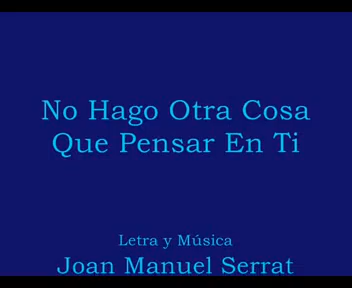 No Hago Otra Cosa
Que Pensar En Ti
Letra y Música
Joan Manuel Serrat